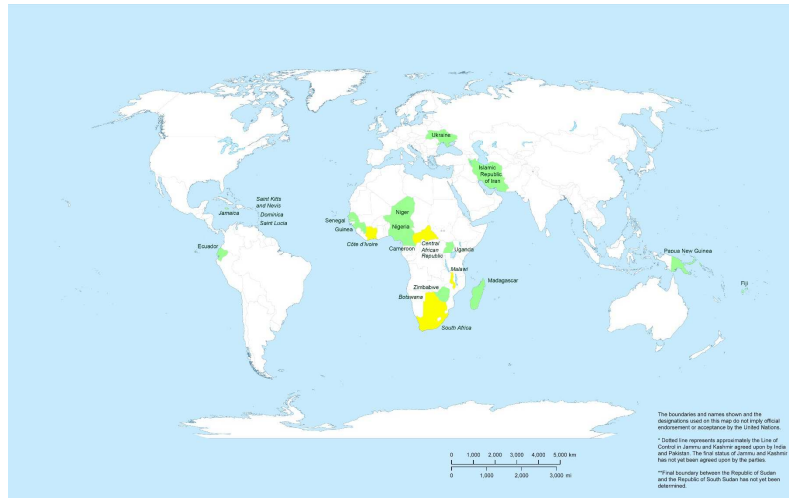 Ukraine
Islamic
Republic
of Iran
Saint Kitts
and Nevis
Jamaica
Dominica
Saint Lucia
Niger
Senegal
Guinea
Nigeria
Côte d'Ivoire
Cameroon
Central
African
Republic
Uganda
Ecuador
Papua New Guinea
Malawi
Madagascar
Fiji
Zimbabwe
Botswana
South Africa
The boundaries and names shown and the
designations used on this map do not imply official
endorsement or acceptance by the United Nations.
* Dotted line represents approximately the Line of
Control in Jammu and Kashmir agreed upon by India
and Pakistan. The final status of Jammu and Kashmir
has not yet been agreed upon by the parties.
**Final boundary between the Republic of Sudan
and the Republic of South Sudan has not yet been
determined.
0 1,000 2,000 3,000 4,000 5,000 km
0 1,000 2,000 3,000 mi